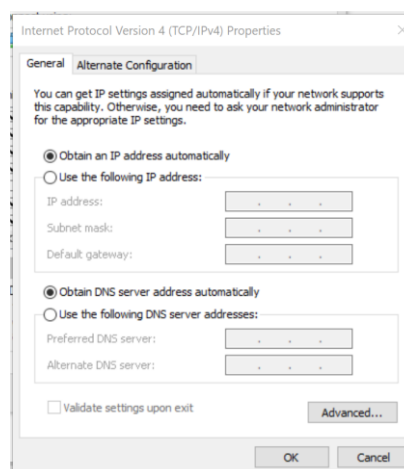 Internet Protocol Version 4 (TCP/IPv4) Properties
General
Alternate Configuration
You can get IP settings assigned automatically if your network supports
this capability. Otherwise, you need to ask your network administrator
for the appropriate IP settings.
Obtain an IP address automatically
Use the following IP address:
IP address:
Subnet mask:
Default gateway:
Obtain DNS server address automatically
Use the following DNS server addresses:
Preferred DNS server:
Alternate DNS server:
Validate settings upon exit
Advanced...
OK
Cancel